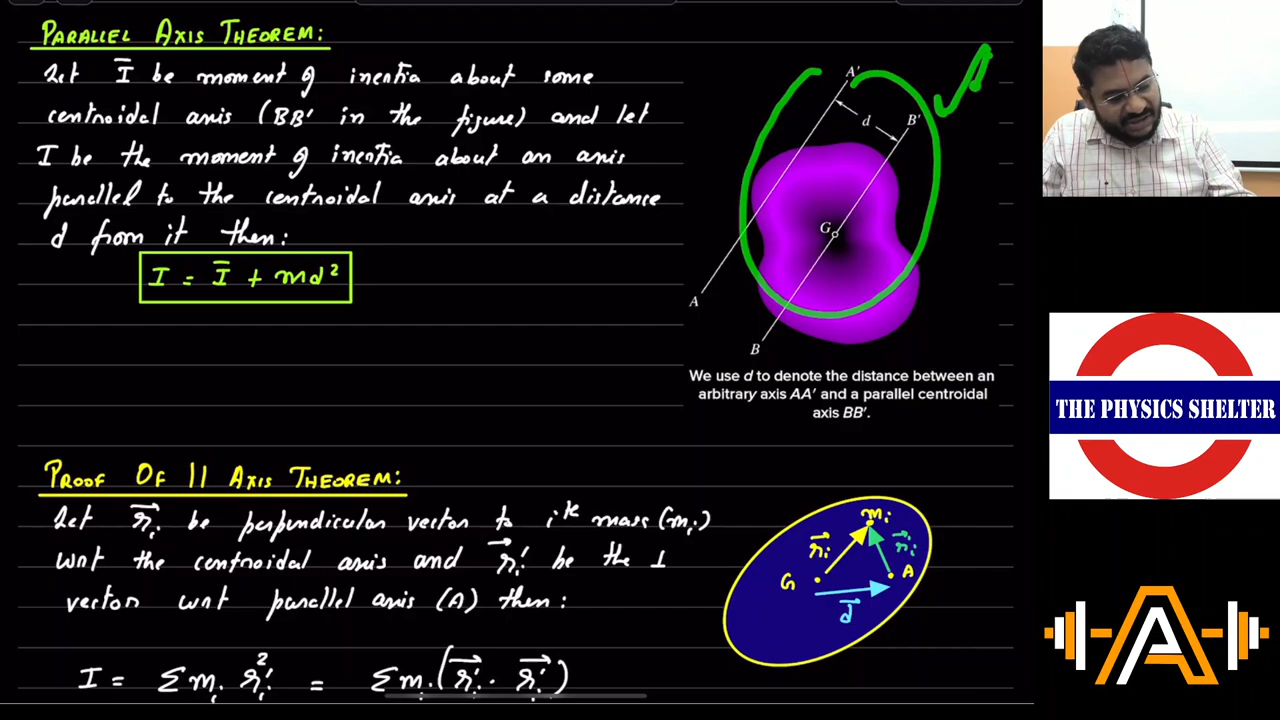 PARALLEL AXIS THEOREM:
Let Ī be moment of inertia about some
centroidal axis (BB' in the figure) and let
I be the moment of inertia about an axis
parallel to the centroidal axis at a distance
d from it then:
I = Ī + md²
A'
d
B'
G
A
B
We use d to denote the distance between an
arbitrary axis AA′ and a parallel centroidal
axis BB′.
THE PHYSICS SHELTER
PROOF OF || AXIS THEOREM:
Let r⃗ᵢ be perpendicular vector to iᵗʰ mass (mᵢ)
wrt the centroidal axis and r⃗ᵢ' be the ⊥
vector wrt parallel axis (A) then:
mᵢ
r⃗ᵢ
r⃗ᵢ'
G
A
d⃗
I = Σmᵢ rᵢ'² = Σmᵢ(r⃗ᵢ' · r⃗ᵢ')
A